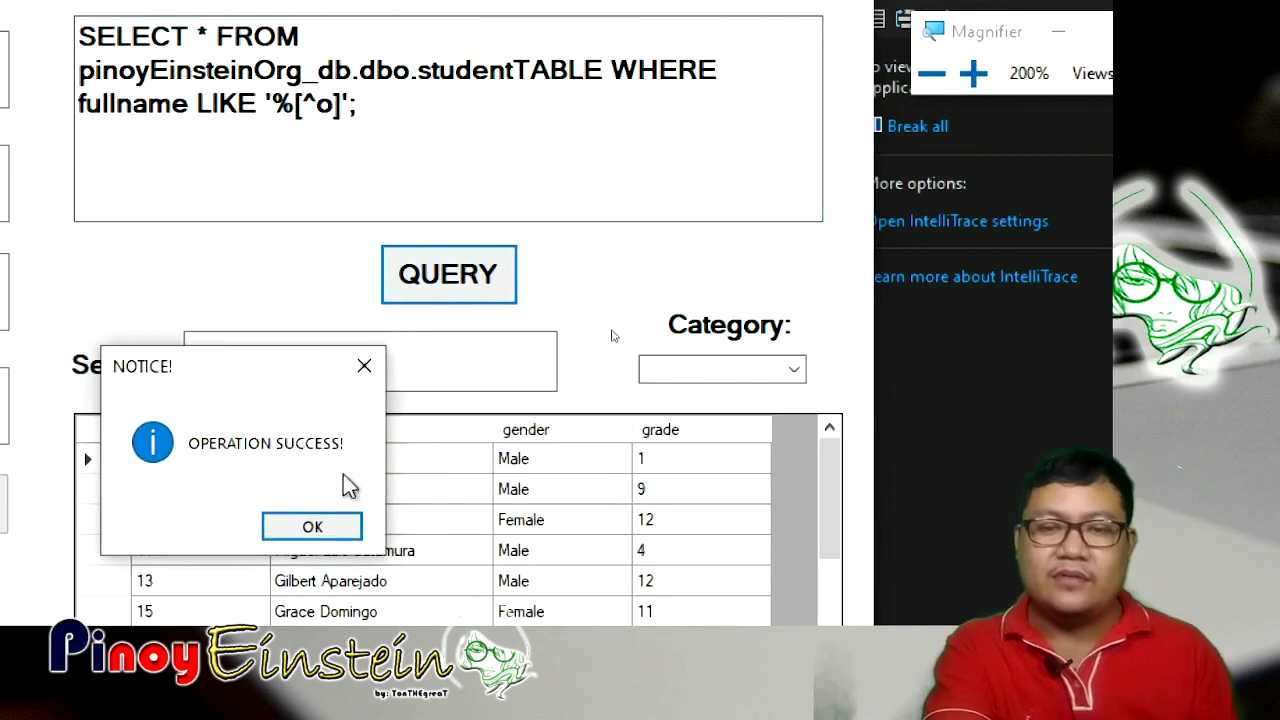 SELECT * FROM
pinoyEinsteinOrg_db.dbo.studentTABLE WHERE
fullname LIKE '%[^o]';
Magnifier
200% Views
Break all
More options:
Open IntelliTrace settings
Learn more about IntelliTrace
QUERY
Category:
NOTICE!
OPERATION SUCCESS!
OK
gender grade
Male 1
Male 9
Female 12
Male 4
13 Gilbert Aparejado Male 12
15 Grace Domingo Female 11
PinoyEinstein
by: TonTHEgreaT